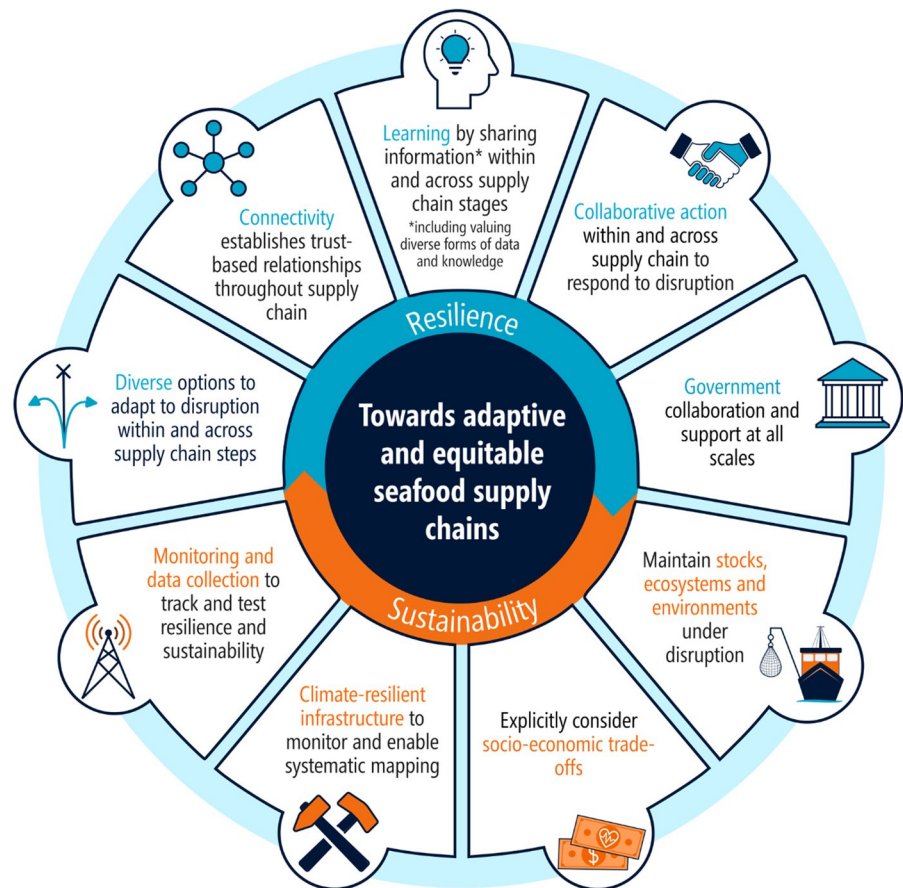 Learning by sharing
information* within
and across supply
chain stages
*including valuing
diverse forms of data
and knowledge
Collaborative action
within and across
supply chain to
respond to disruption
Government
collaboration and
support at all
scales
Maintain stocks,
ecosystems and
environments
under
disruption
Explicitly consider
socio-economic trade-
offs
Climate-resilient
infrastructure to
monitor and enable
systematic mapping
Monitoring and
data collection to
track and test
resilience and
sustainability
Diverse options to
adapt to disruption
within and across
supply chain steps
Connectivity
establishes trust-
based relationships
throughout supply
chain
Resilience
Towards adaptive
and equitable
seafood supply
chains
Sustainability
$